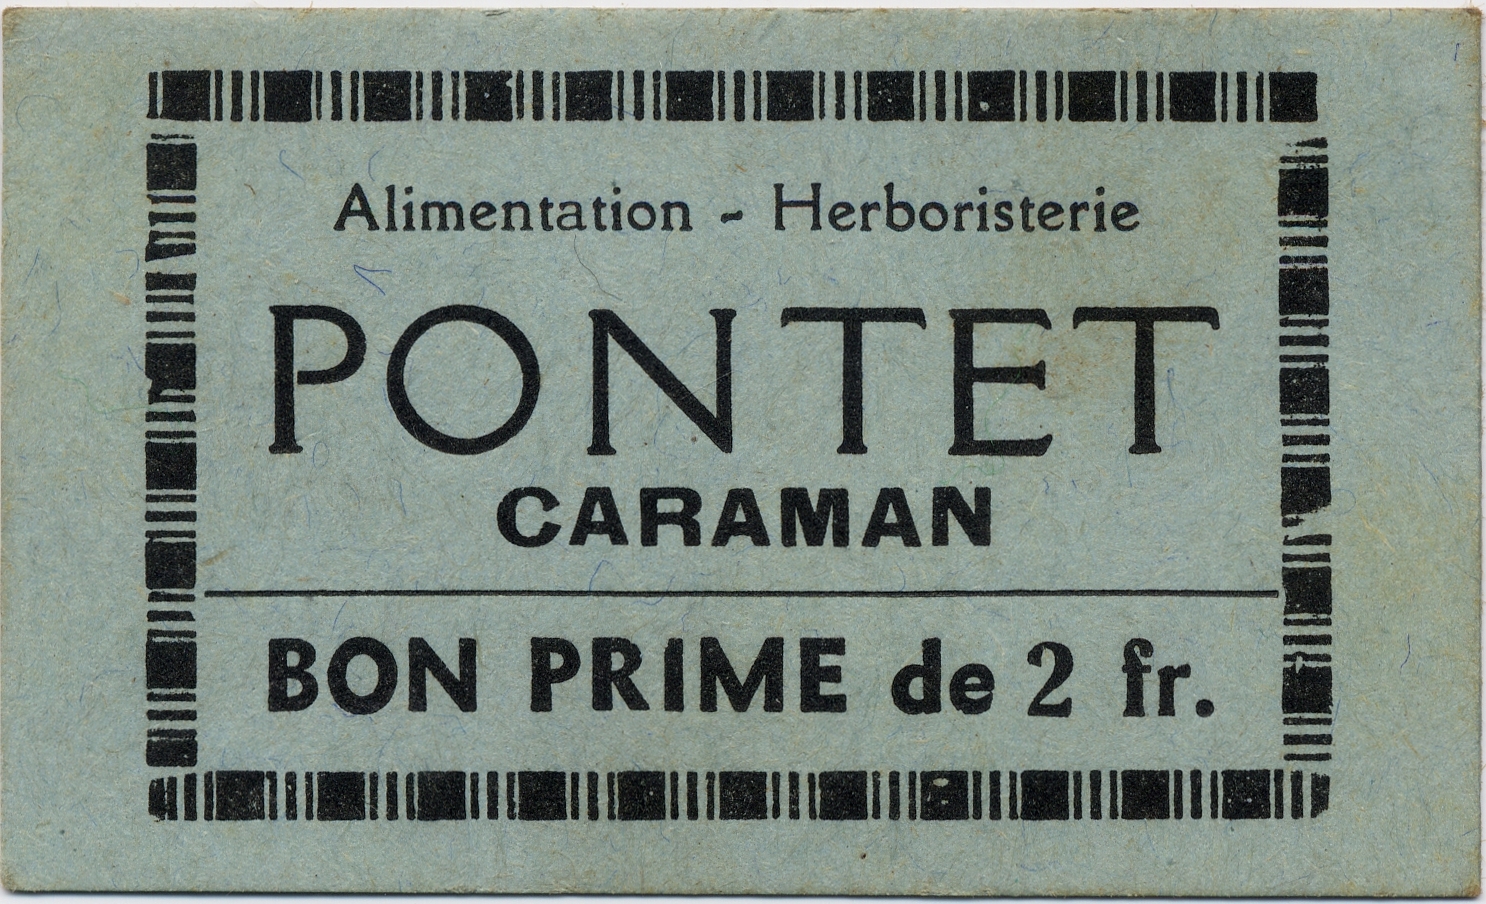 Alimentation - Herboristerie
PONTET
CARAMAN
BON PRIME de 2 fr.